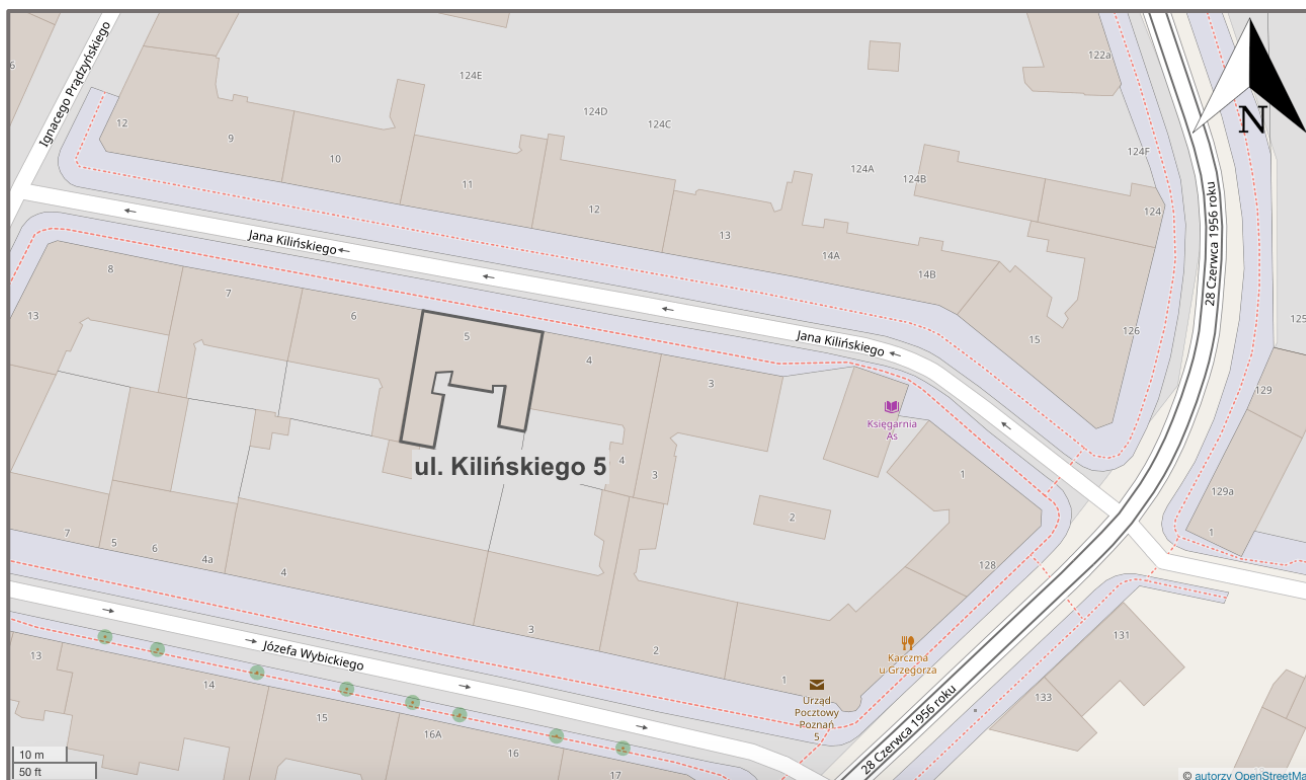 6
Ignacego Prądzyńskiego
12
9
10
11
12
13
14A
14B
15
124E
124D
124C
124A
124B
122a
124F
124
126
N
28 Czerwca 1956 roku
125
Jana Kilińskiego
Jana Kilińskiego
13
8
7
6
5
4
3
Księgarnia
As
1
129
129a
1
ul. Kilińskiego 5
4
3
2
128
7
5
6
4a
4
3
2
1
Karczma
u Grzegorza
Urząd
Pocztowy
Poznań
5
131
133
Józefa Wybickiego
28 Czerwca 1956 roku
13
14
15
16A
16
17
10 m
50 ft
© autorzy OpenStreetMa